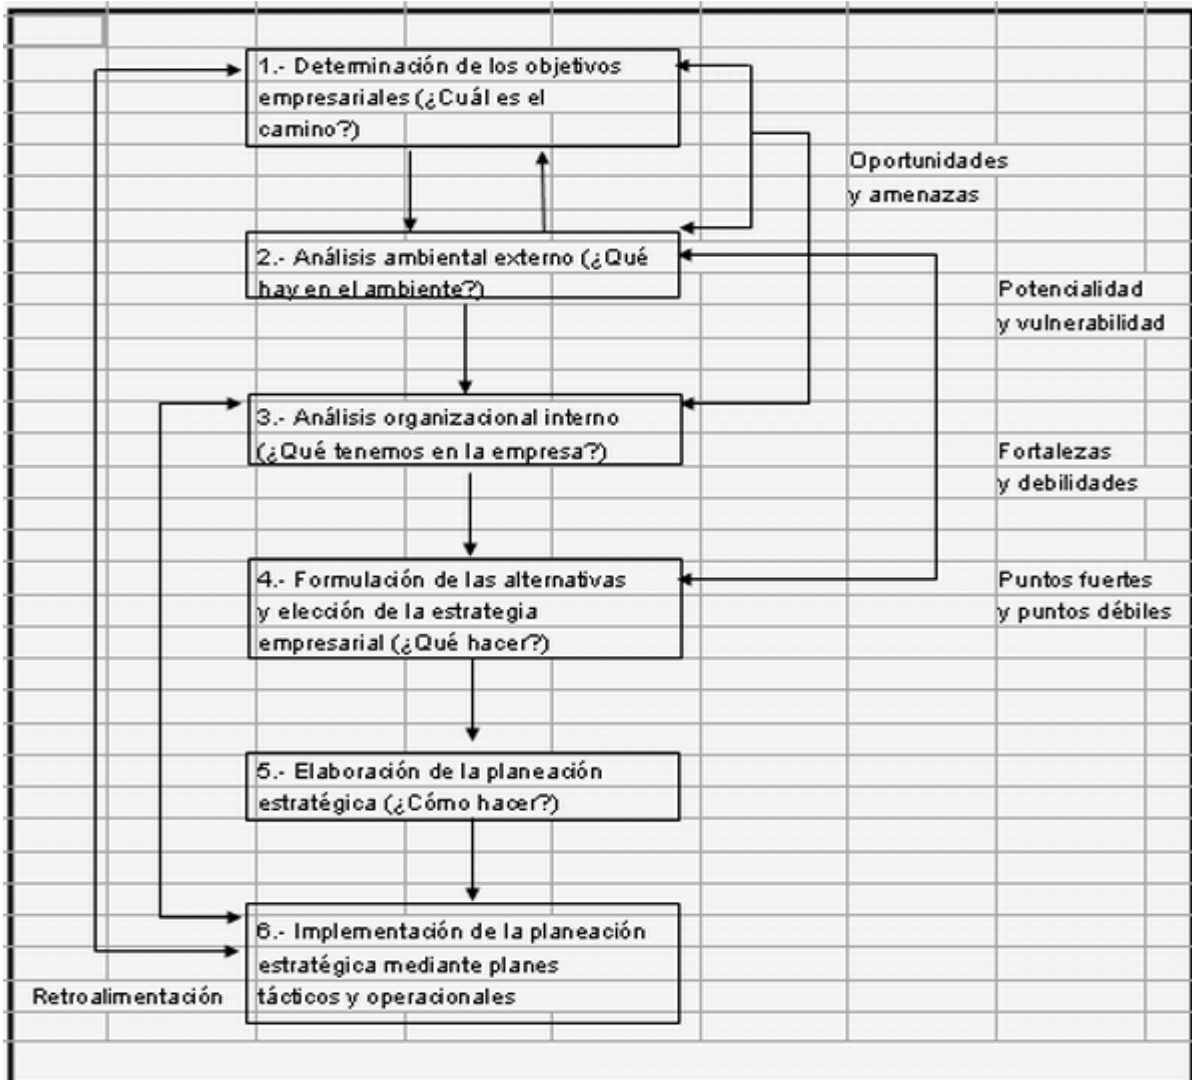 1.- Determinación de los objetivos
empresariales (¿Cuál es el
camino?)
Oportunidades
y amenazas
2.- Análisis ambiental externo (¿Qué
hay en el ambiente?)
Potencialidad
y vulnerabilidad
3.- Análisis organizacional interno
(¿Qué tenemos en la empresa?)
Fortalezas
y debilidades
4.- Formulación de las alternativas
y elección de la estrategia
empresarial (¿Qué hacer?)
Puntos fuertes
y puntos débiles
5.- Elaboración de la planeación
estratégica (¿Cómo hacer?)
6.- Implementación de la planeación
estratégica mediante planes
tácticos y operacionales
Retroalimentación